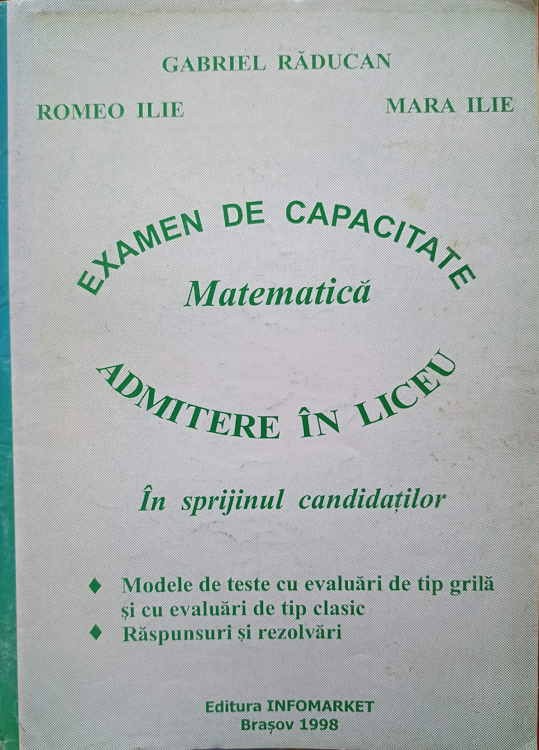 GABRIEL RĂDUCAN
ROMEO ILIE MARA ILIE
EXAMEN DE CAPACITATE
Matematică
ADMITERE ÎN LICEU
În sprijinul candidaților
♦ Modele de teste cu evaluări de tip grilă
și cu evaluări de tip clasic
♦ Răspunsuri și rezolvări
Editura INFOMARKET
Brașov 1998